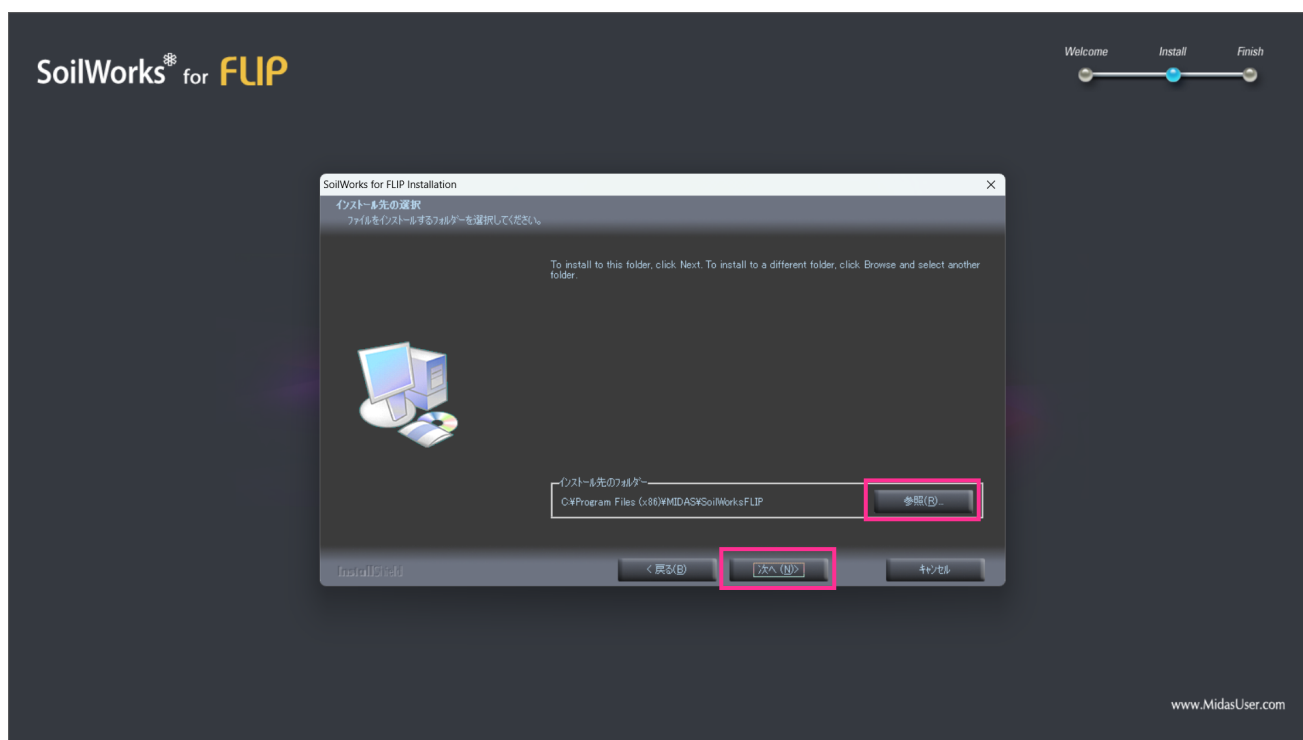 SoilWorks® for FLIP
Welcome Install Finish
SoilWorks for FLIP Installation
インストール先の選択
ファイルをインストールするフォルダーを選択してください。
To install to this folder, click Next. To install to a different folder, click Browse and select another
folder.
インストール先のフォルダー
C:¥Program Files (x86)¥MIDAS¥SoilWorksFLIP
参照(R)...
InstallShield
< 戻る(B)
次へ (N)>
キャンセル
www.MidasUser.com